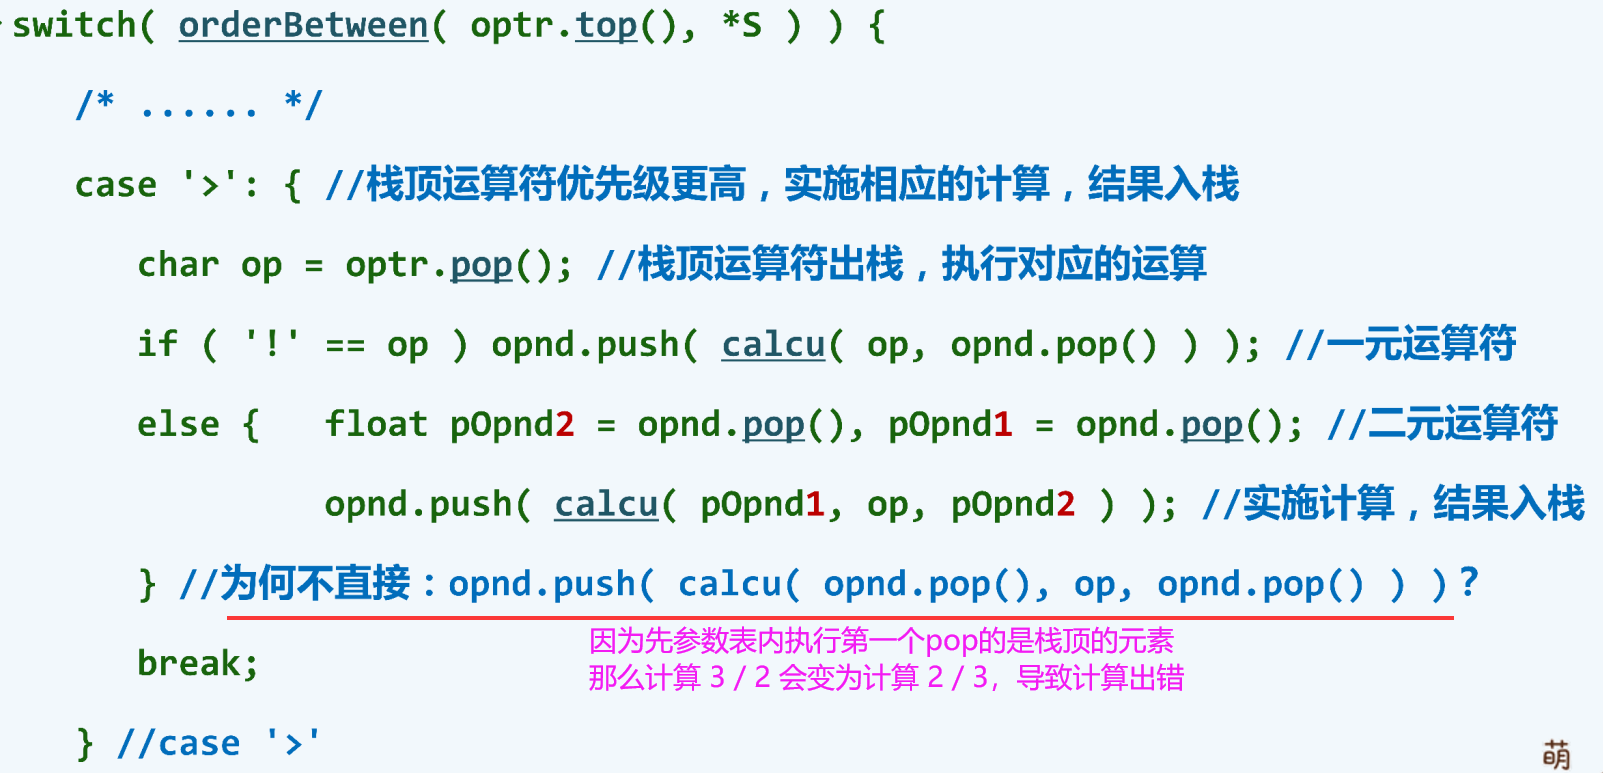 switch( orderBetween( optr.top(), *S ) ) {
/* ...... */
case '>': { //栈顶运算符优先级更高，实施相应的计算，结果入栈
char op = optr.pop(); //栈顶运算符出栈，执行对应的运算
if ( '!' == op ) opnd.push( calcu( op, opnd.pop() ) ); //一元运算符
else { float pOpnd2 = opnd.pop(), pOpnd1 = opnd.pop(); //二元运算符
opnd.push( calcu( pOpnd1, op, pOpnd2 ) ); //实施计算，结果入栈
} //为何不直接：opnd.push( calcu( opnd.pop(), op, opnd.pop() ) )？
因为先参数表内执行第一个pop的是栈顶的元素
那么计算 3 / 2 会变为计算 2 / 3，导致计算出错
break;
} //case '>'
萌